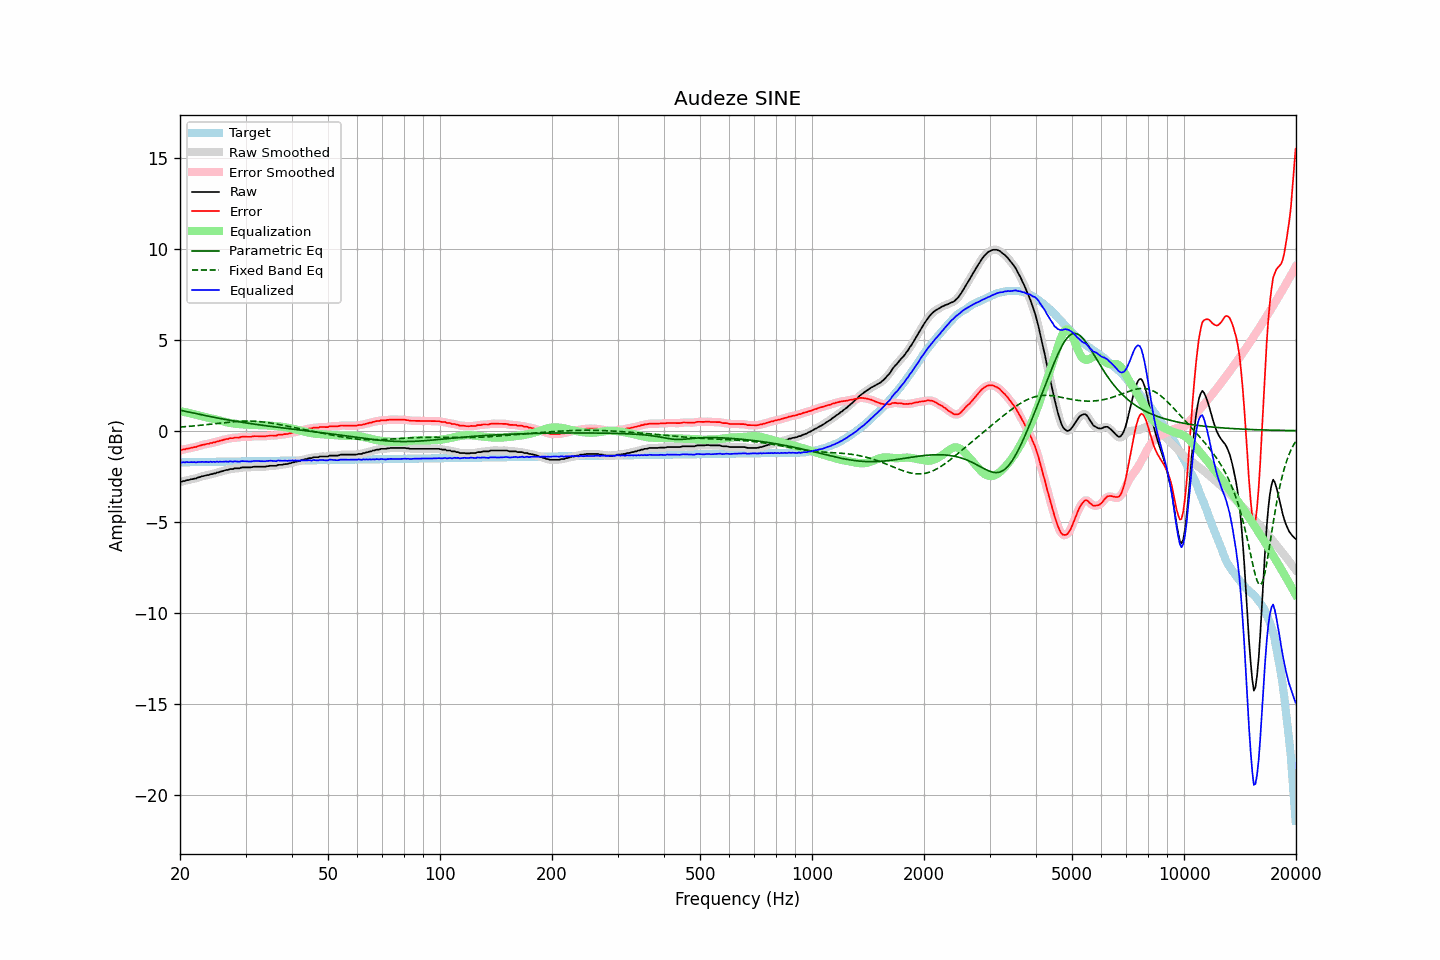 Audeze SINE
Target
Raw Smoothed
Error Smoothed
Raw
Error
Equalization
Parametric Eq
Fixed Band Eq
Equalized
15
10
5
0
−5
−10
−15
−20
Amplitude (dBr)
20 50 100 200 500 1000 2000 5000 10000 20000
Frequency (Hz)